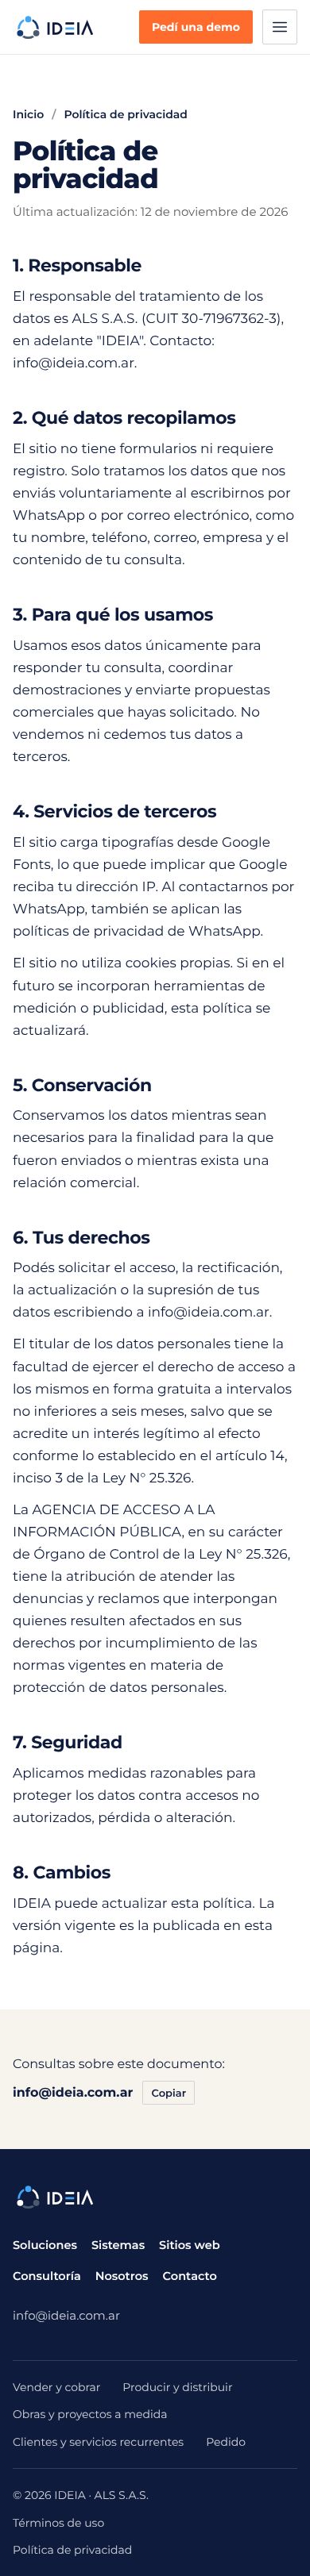 IDEIA
Pedí una demo
Inicio / Política de privacidad
Política de
privacidad
Última actualización: 12 de noviembre de 2026
1. Responsable
El responsable del tratamiento de los
datos es ALS S.A.S. (CUIT 30-71967362-3),
en adelante "IDEIA". Contacto:
info@ideia.com.ar.
2. Qué datos recopilamos
El sitio no tiene formularios ni requiere
registro. Solo tratamos los datos que nos
enviás voluntariamente al escribirnos por
WhatsApp o por correo electrónico, como
tu nombre, teléfono, correo, empresa y el
contenido de tu consulta.
3. Para qué los usamos
Usamos esos datos únicamente para
responder tu consulta, coordinar
demostraciones y enviarte propuestas
comerciales que hayas solicitado. No
vendemos ni cedemos tus datos a
terceros.
4. Servicios de terceros
El sitio carga tipografías desde Google
Fonts, lo que puede implicar que Google
reciba tu dirección IP. Al contactarnos por
WhatsApp, también se aplican las
políticas de privacidad de WhatsApp.
El sitio no utiliza cookies propias. Si en el
futuro se incorporan herramientas de
medición o publicidad, esta política se
actualizará.
5. Conservación
Conservamos los datos mientras sean
necesarios para la finalidad para la que
fueron enviados o mientras exista una
relación comercial.
6. Tus derechos
Podés solicitar el acceso, la rectificación,
la actualización o la supresión de tus
datos escribiendo a info@ideia.com.ar.
El titular de los datos personales tiene la
facultad de ejercer el derecho de acceso a
los mismos en forma gratuita a intervalos
no inferiores a seis meses, salvo que se
acredite un interés legítimo al efecto
conforme lo establecido en el artículo 14,
inciso 3 de la Ley N° 25.326.
La AGENCIA DE ACCESO A LA
INFORMACIÓN PÚBLICA, en su carácter
de Órgano de Control de la Ley N° 25.326,
tiene la atribución de atender las
denuncias y reclamos que interpongan
quienes resulten afectados en sus
derechos por incumplimiento de las
normas vigentes en materia de
protección de datos personales.
7. Seguridad
Aplicamos medidas razonables para
proteger los datos contra accesos no
autorizados, pérdida o alteración.
8. Cambios
IDEIA puede actualizar esta política. La
versión vigente es la publicada en esta
página.
Consultas sobre este documento:
info@ideia.com.ar Copiar
IDEIA
Soluciones Sistemas Sitios web
Consultoría Nosotros Contacto
info@ideia.com.ar
Vender y cobrar Producir y distribuir
Obras y proyectos a medida
Clientes y servicios recurrentes Pedido
© 2026 IDEIA · ALS S.A.S.
Términos de uso
Política de privacidad